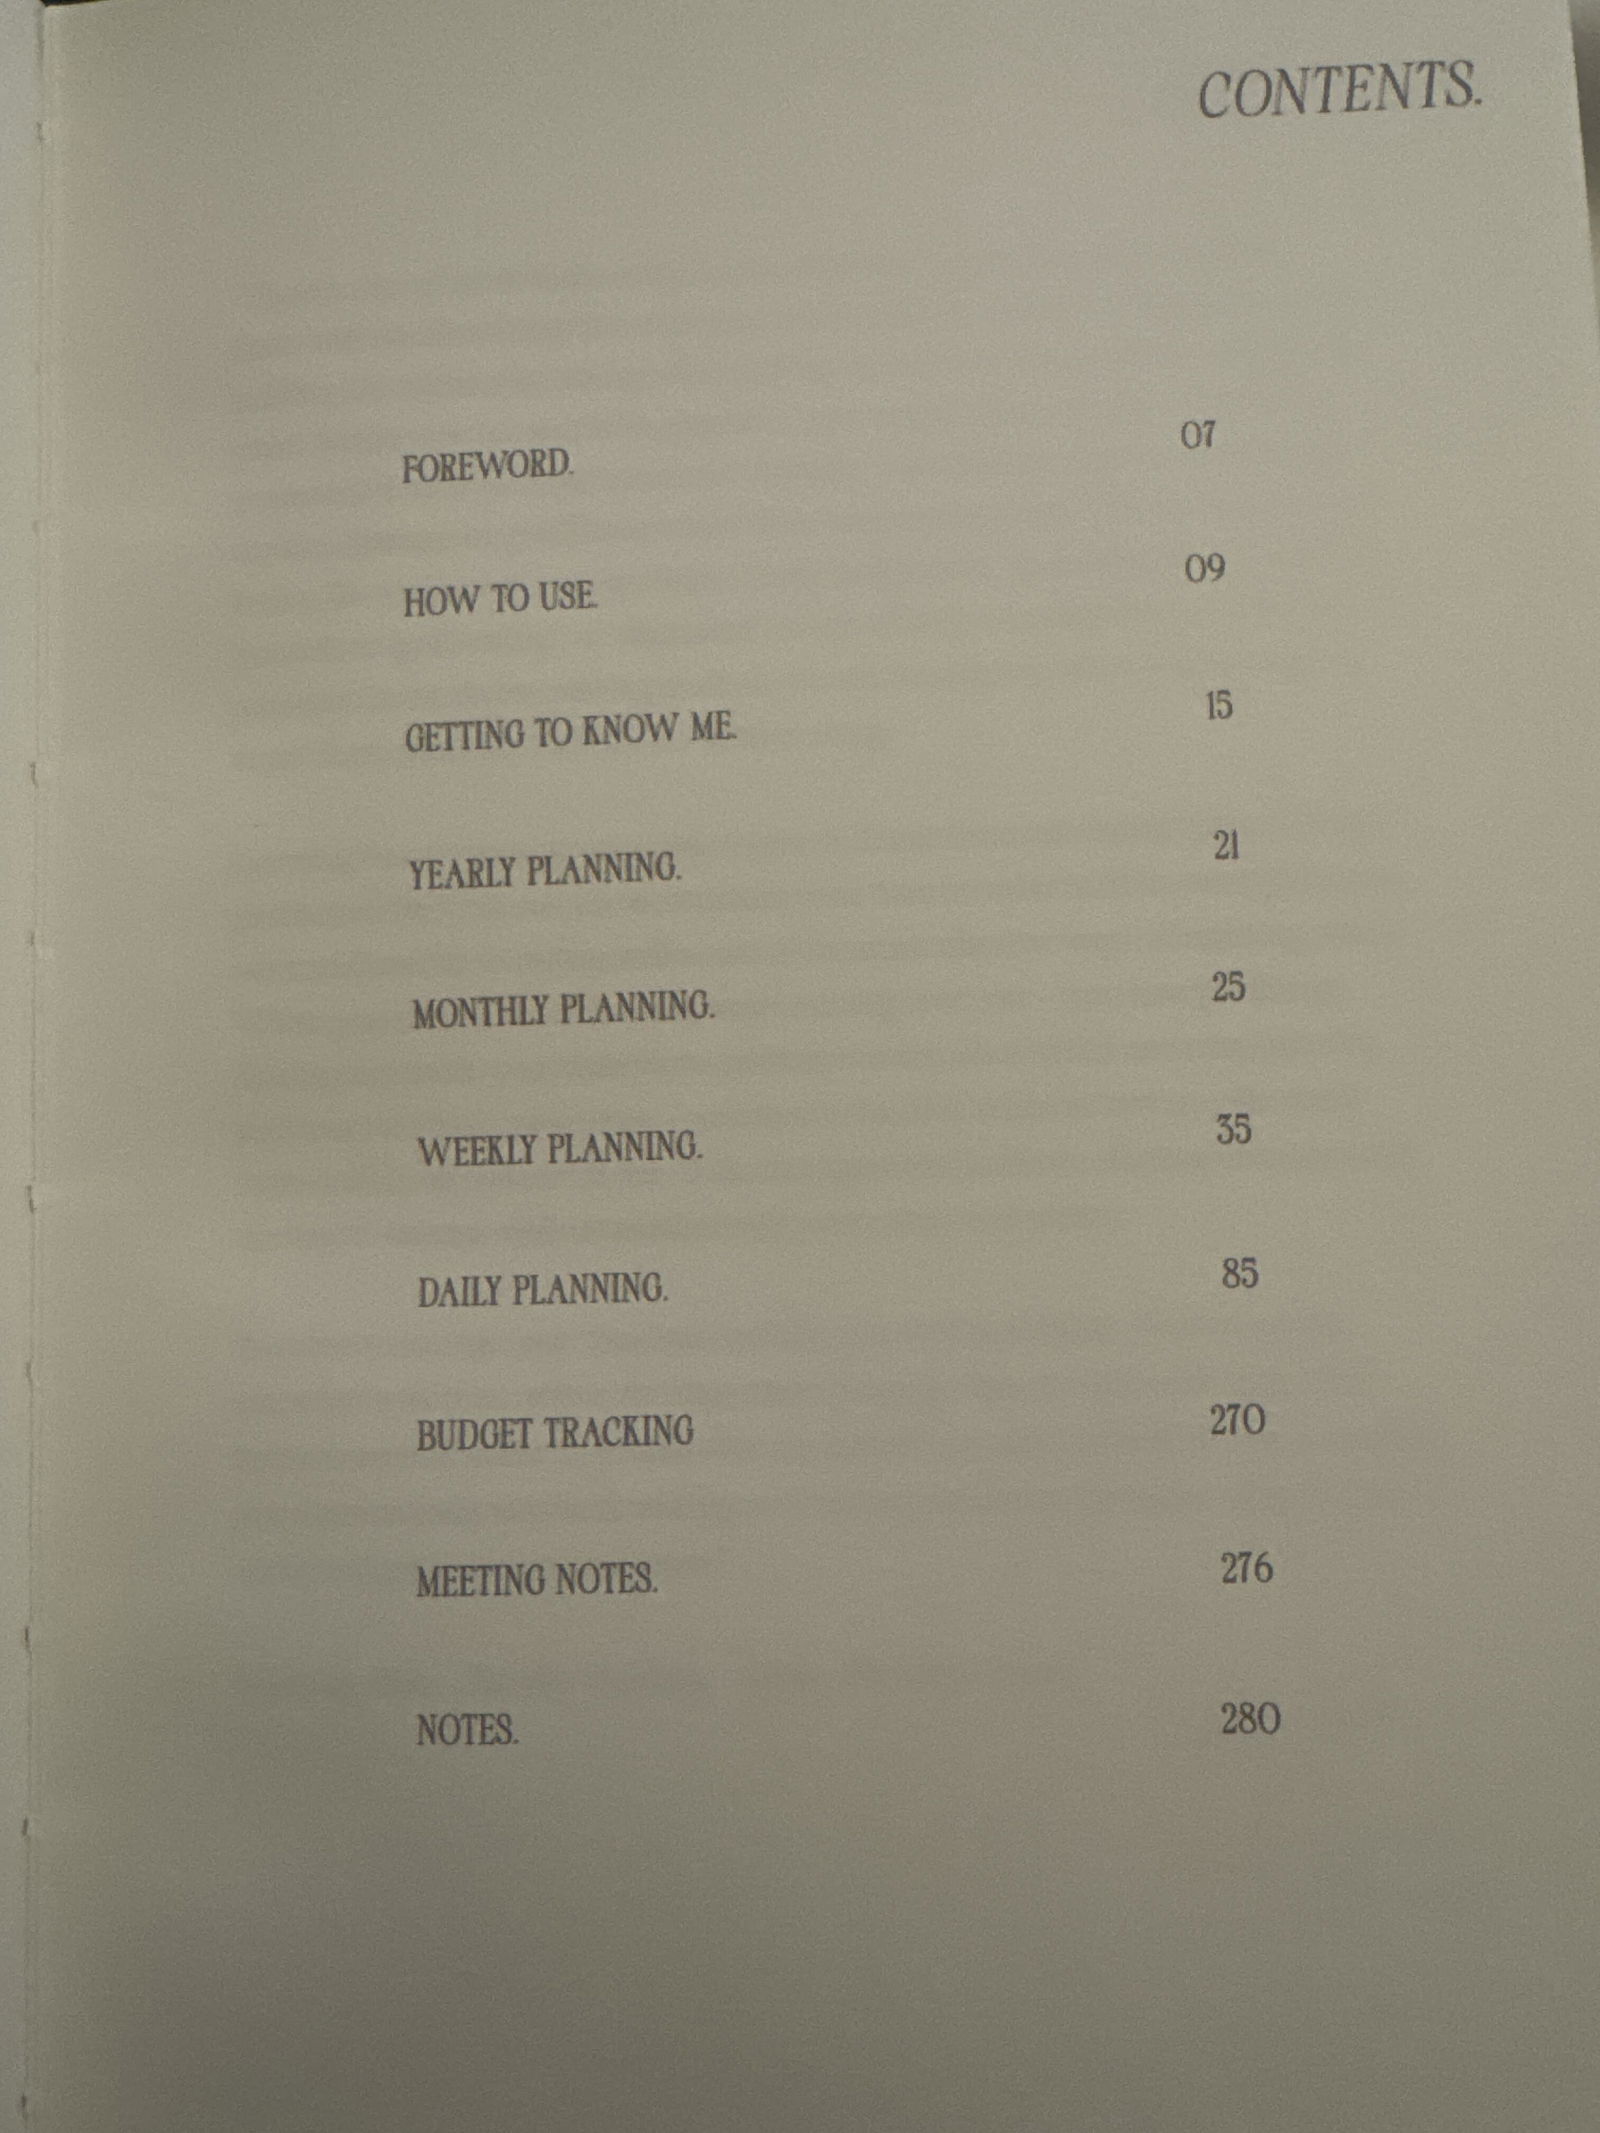 CONTENTS.
FOREWORD. 07
HOW TO USE. 09
GETTING TO KNOW ME. 15
YEARLY PLANNING. 21
MONTHLY PLANNING. 25
WEEKLY PLANNING. 35
DAILY PLANNING. 85
BUDGET TRACKING 270
MEETING NOTES. 276
NOTES. 280